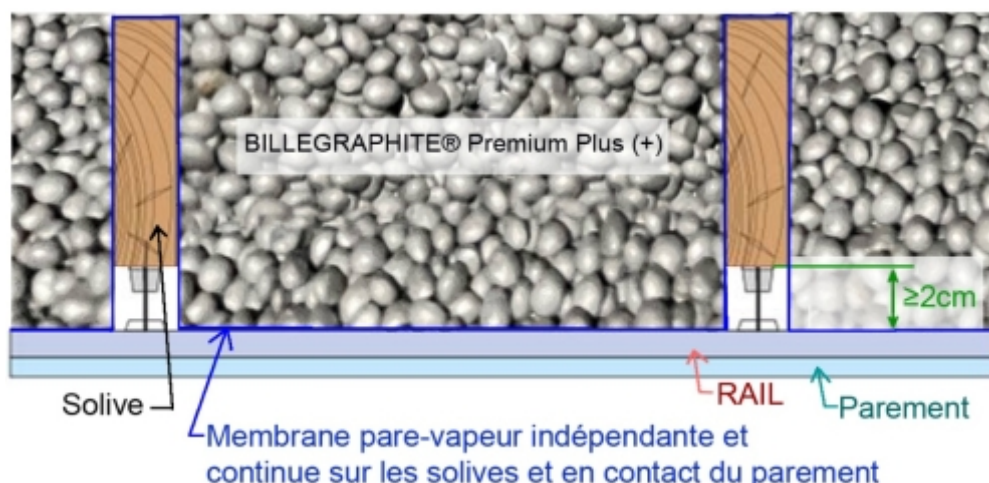 BILLEGRAPHITE® Premium Plus (+)
≥2cm
Solive
RAIL
Parement
Membrane pare-vapeur indépendante et
continue sur les solives et en contact du parement